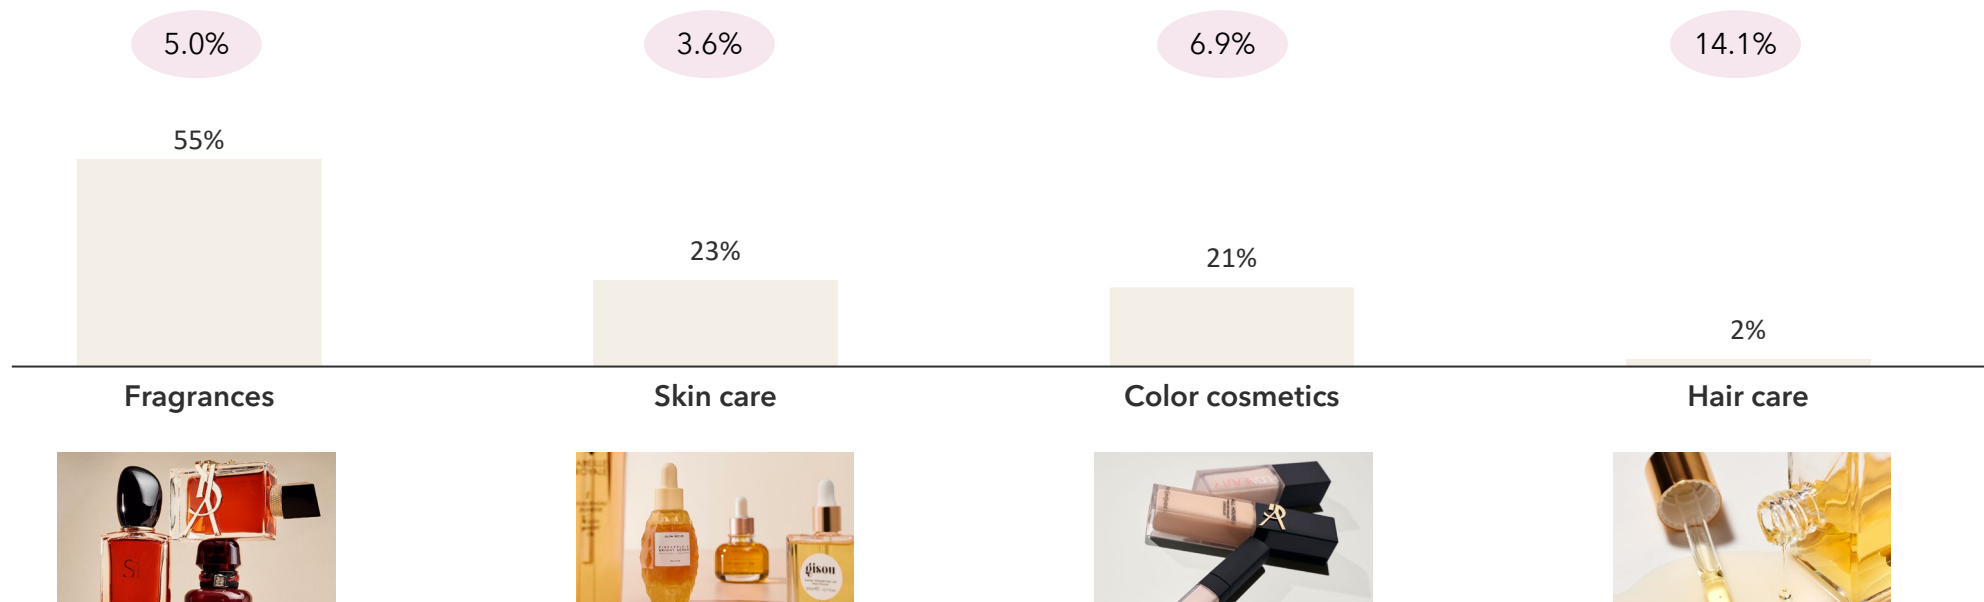 5.0%
3.6%
6.9%
14.1%
55%
23%
21%
2%
Fragrances
Skin care
Color cosmetics
Hair care
Si
gisou